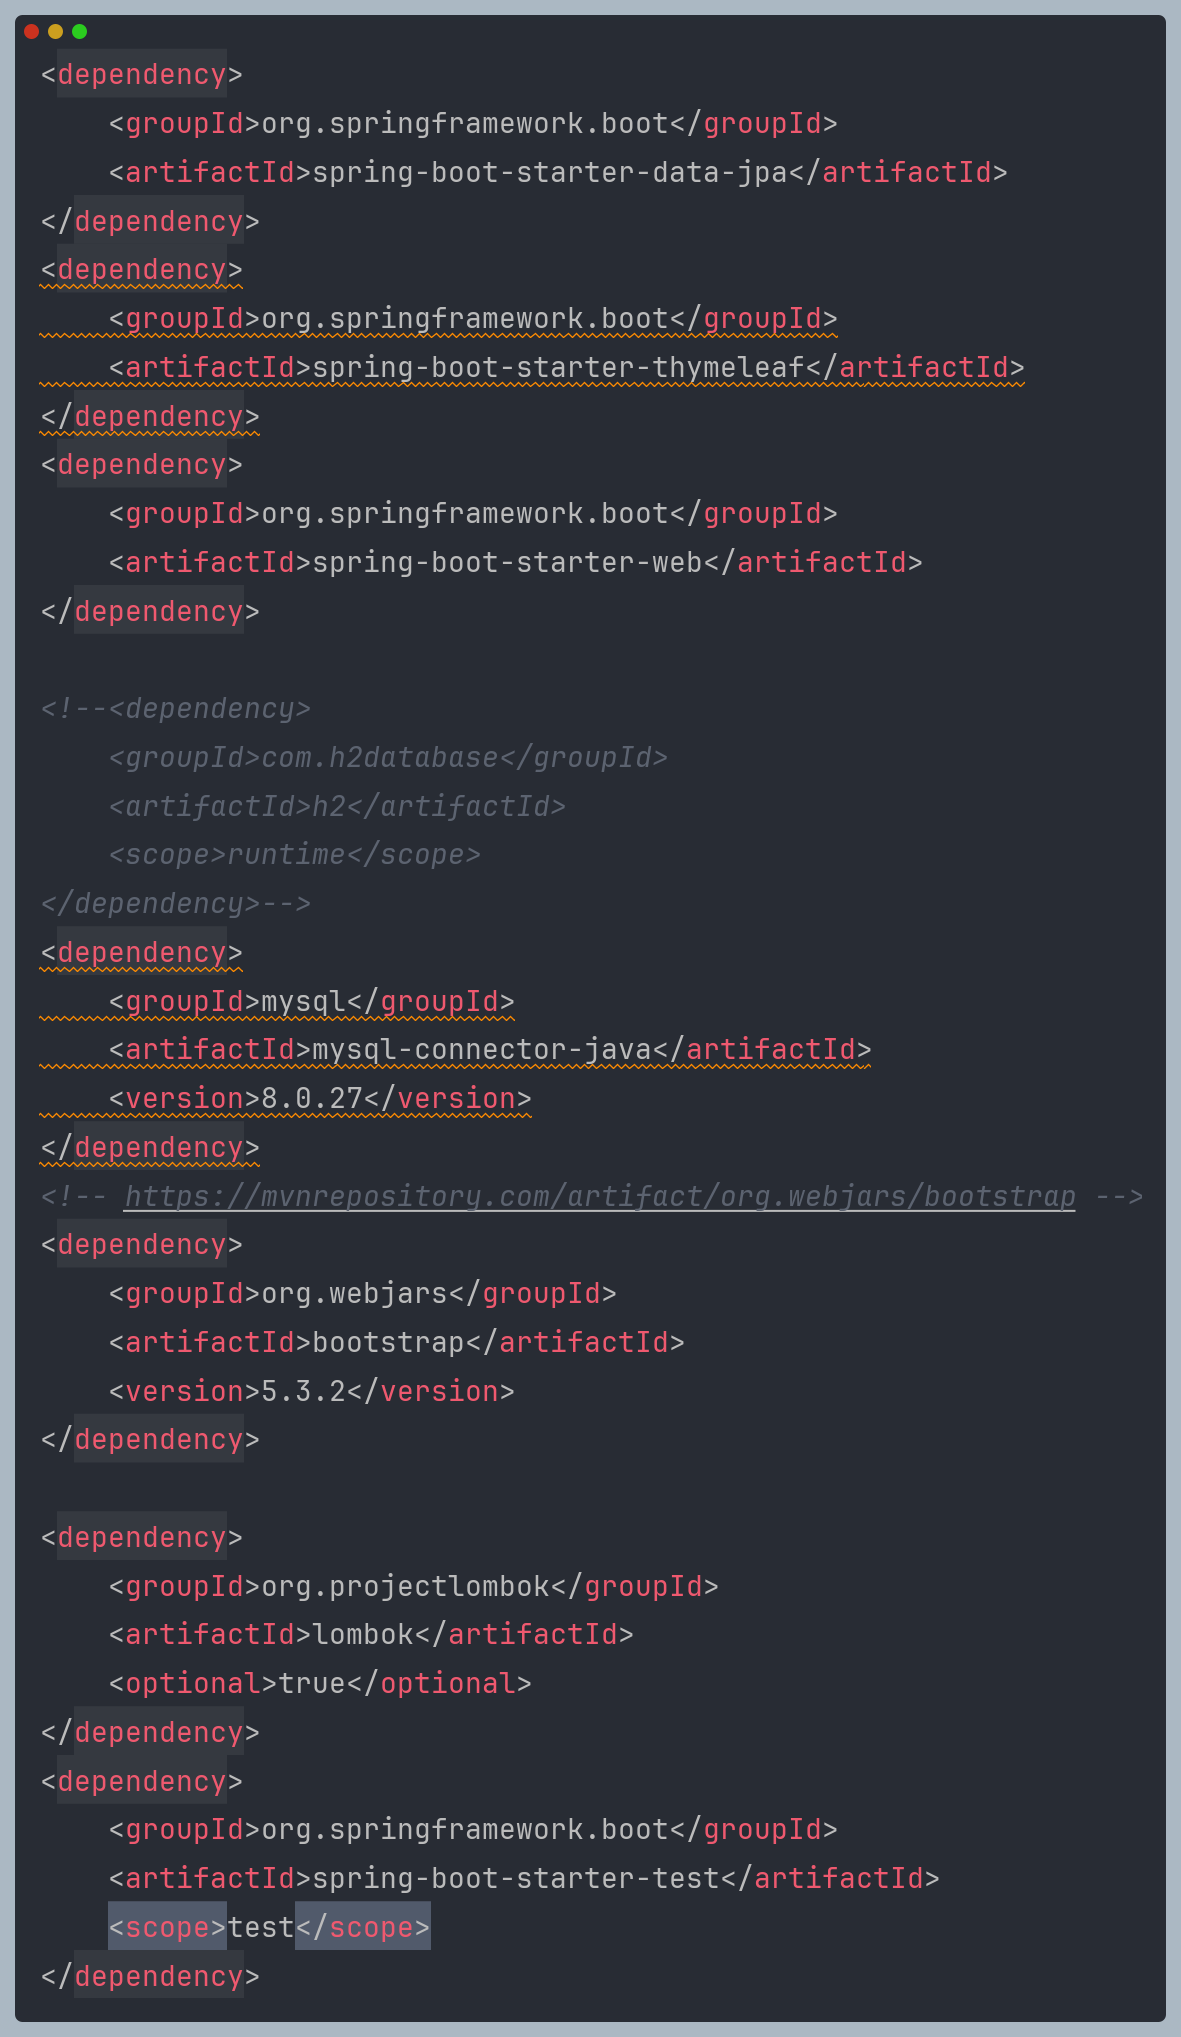 <dependency>
    <groupId>org.springframework.boot</groupId>
    <artifactId>spring-boot-starter-data-jpa</artifactId>
</dependency>
<dependency>
    <groupId>org.springframework.boot</groupId>
    <artifactId>spring-boot-starter-thymeleaf</artifactId>
</dependency>
<dependency>
    <groupId>org.springframework.boot</groupId>
    <artifactId>spring-boot-starter-web</artifactId>
</dependency>

<!--<dependency>
    <groupId>com.h2database</groupId>
    <artifactId>h2</artifactId>
    <scope>runtime</scope>
</dependency>-->
<dependency>
    <groupId>mysql</groupId>
    <artifactId>mysql-connector-java</artifactId>
    <version>8.0.27</version>
</dependency>
<!-- https://mvnrepository.com/artifact/org.webjars/bootstrap -->
<dependency>
    <groupId>org.webjars</groupId>
    <artifactId>bootstrap</artifactId>
    <version>5.3.2</version>
</dependency>

<dependency>
    <groupId>org.projectlombok</groupId>
    <artifactId>lombok</artifactId>
    <optional>true</optional>
</dependency>
<dependency>
    <groupId>org.springframework.boot</groupId>
    <artifactId>spring-boot-starter-test</artifactId>
    <scope>test</scope>
</dependency>